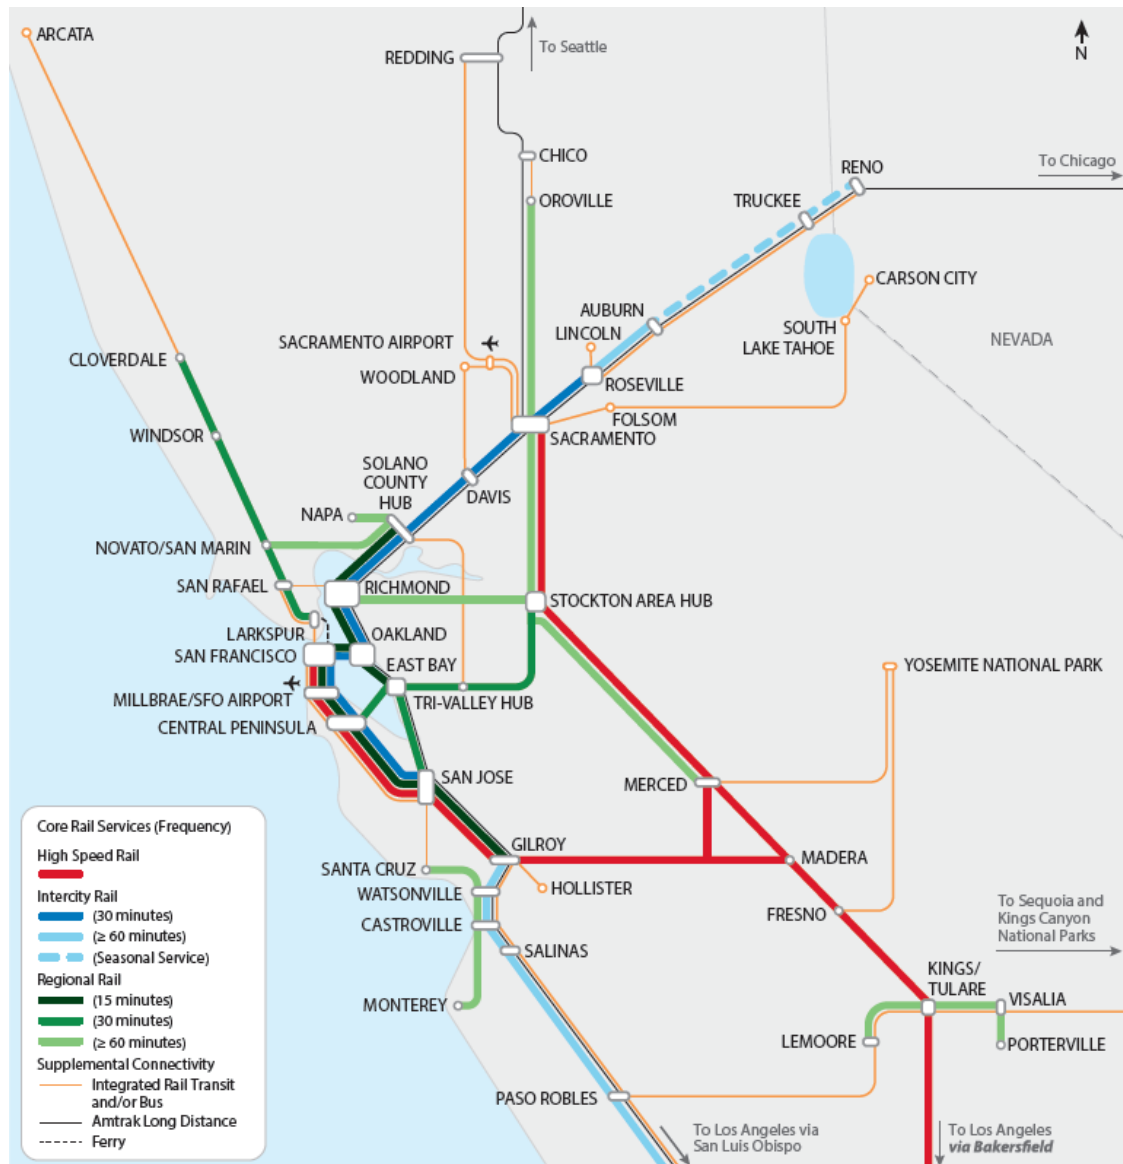 ARCATA
REDDING
To Seattle
N
CHICO
OROVILLE
RENO
To Chicago
TRUCKEE
CARSON CITY
AUBURN
LINCOLN
SOUTH
LAKE TAHOE
NEVADA
SACRAMENTO AIRPORT
WOODLAND
CLOVERDALE
ROSEVILLE
FOLSOM
SACRAMENTO
WINDSOR
SOLANO
COUNTY
HUB
DAVIS
NAPA
NOVATO/SAN MARIN
SAN RAFAEL
RICHMOND
STOCKTON AREA HUB
LARKSPUR
OAKLAND
SAN FRANCISCO
EAST BAY
YOSEMITE NATIONAL PARK
MILLBRAE/SFO AIRPORT
TRI-VALLEY HUB
CENTRAL PENINSULA
SAN JOSE
MERCED
GILROY
MADERA
SANTA CRUZ
WATSONVILLE
HOLLISTER
FRESNO
CASTROVILLE
To Sequoia and
Kings Canyon
National Parks
SALINAS
KINGS/
TULARE
VISALIA
MONTEREY
LEMOORE
PORTERVILLE
PASO ROBLES
To Los Angeles via
San Luis Obispo
To Los Angeles
via Bakersfield
Core Rail Services (Frequency)
High Speed Rail
Intercity Rail
(30 minutes)
(≥ 60 minutes)
(Seasonal Service)
Regional Rail
(15 minutes)
(30 minutes)
(≥ 60 minutes)
Supplemental Connectivity
Integrated Rail Transit
and/or Bus
Amtrak Long Distance
Ferry